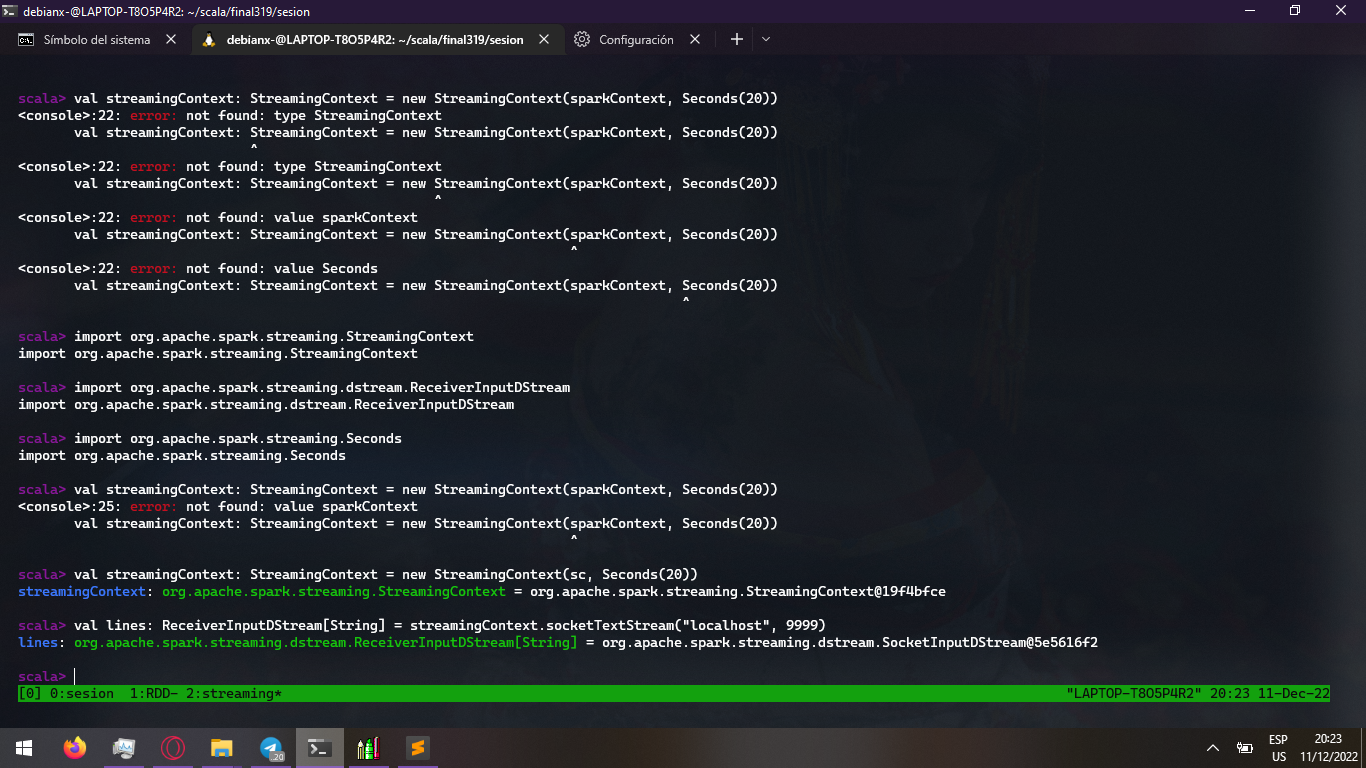 debianx-@LAPTOP-T8O5P4R2: ~/scala/final319/sesion
Símbolo del sistema
debianx-@LAPTOP-T8O5P4R2: ~/scala/final319/sesion
Configuración
scala> val streamingContext: StreamingContext = new StreamingContext(sparkContext, Seconds(20))
<console>:22: error: not found: type StreamingContext
       val streamingContext: StreamingContext = new StreamingContext(sparkContext, Seconds(20))
                             ^
<console>:22: error: not found: type StreamingContext
       val streamingContext: StreamingContext = new StreamingContext(sparkContext, Seconds(20))
                                                    ^
<console>:22: error: not found: value sparkContext
       val streamingContext: StreamingContext = new StreamingContext(sparkContext, Seconds(20))
                                                                     ^
<console>:22: error: not found: value Seconds
       val streamingContext: StreamingContext = new StreamingContext(sparkContext, Seconds(20))
                                                                                   ^
scala> import org.apache.spark.streaming.StreamingContext
import org.apache.spark.streaming.StreamingContext
scala> import org.apache.spark.streaming.dstream.ReceiverInputDStream
import org.apache.spark.streaming.dstream.ReceiverInputDStream
scala> import org.apache.spark.streaming.Seconds
import org.apache.spark.streaming.Seconds
scala> val streamingContext: StreamingContext = new StreamingContext(sparkContext, Seconds(20))
<console>:25: error: not found: value sparkContext
       val streamingContext: StreamingContext = new StreamingContext(sparkContext, Seconds(20))
                                                                     ^
scala> val streamingContext: StreamingContext = new StreamingContext(sc, Seconds(20))
streamingContext: org.apache.spark.streaming.StreamingContext = org.apache.spark.streaming.StreamingContext@19f4bfce
scala> val lines: ReceiverInputDStream[String] = streamingContext.socketTextStream("localhost", 9999)
lines: org.apache.spark.streaming.dstream.ReceiverInputDStream[String] = org.apache.spark.streaming.dstream.SocketInputDStream@5e5616f2
scala>
[0] 0:sesion  1:RDD- 2:streaming* "LAPTOP-T8O5P4R2" 20:23 11-Dec-22
20
ESP
US
20:23
11/12/2022